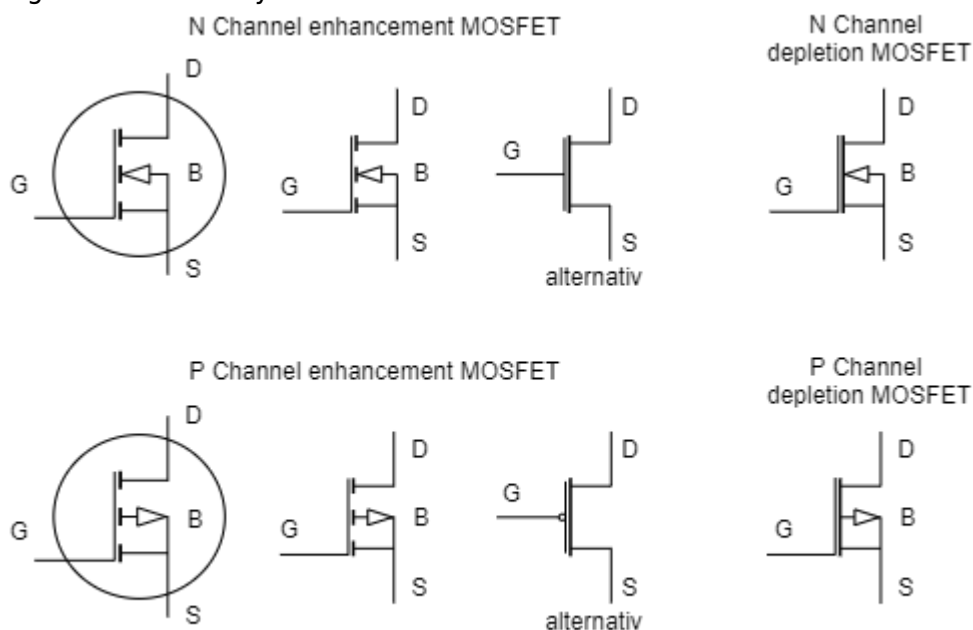 N Channel enhancement MOSFET
N Channel
depletion MOSFET
D
G
B
S
D
G
B
S
D
G
S
alternativ
D
G
B
S
P Channel enhancement MOSFET
P Channel
depletion MOSFET
D
G
B
S
D
G
B
S
D
G
S
alternativ
D
G
B
S